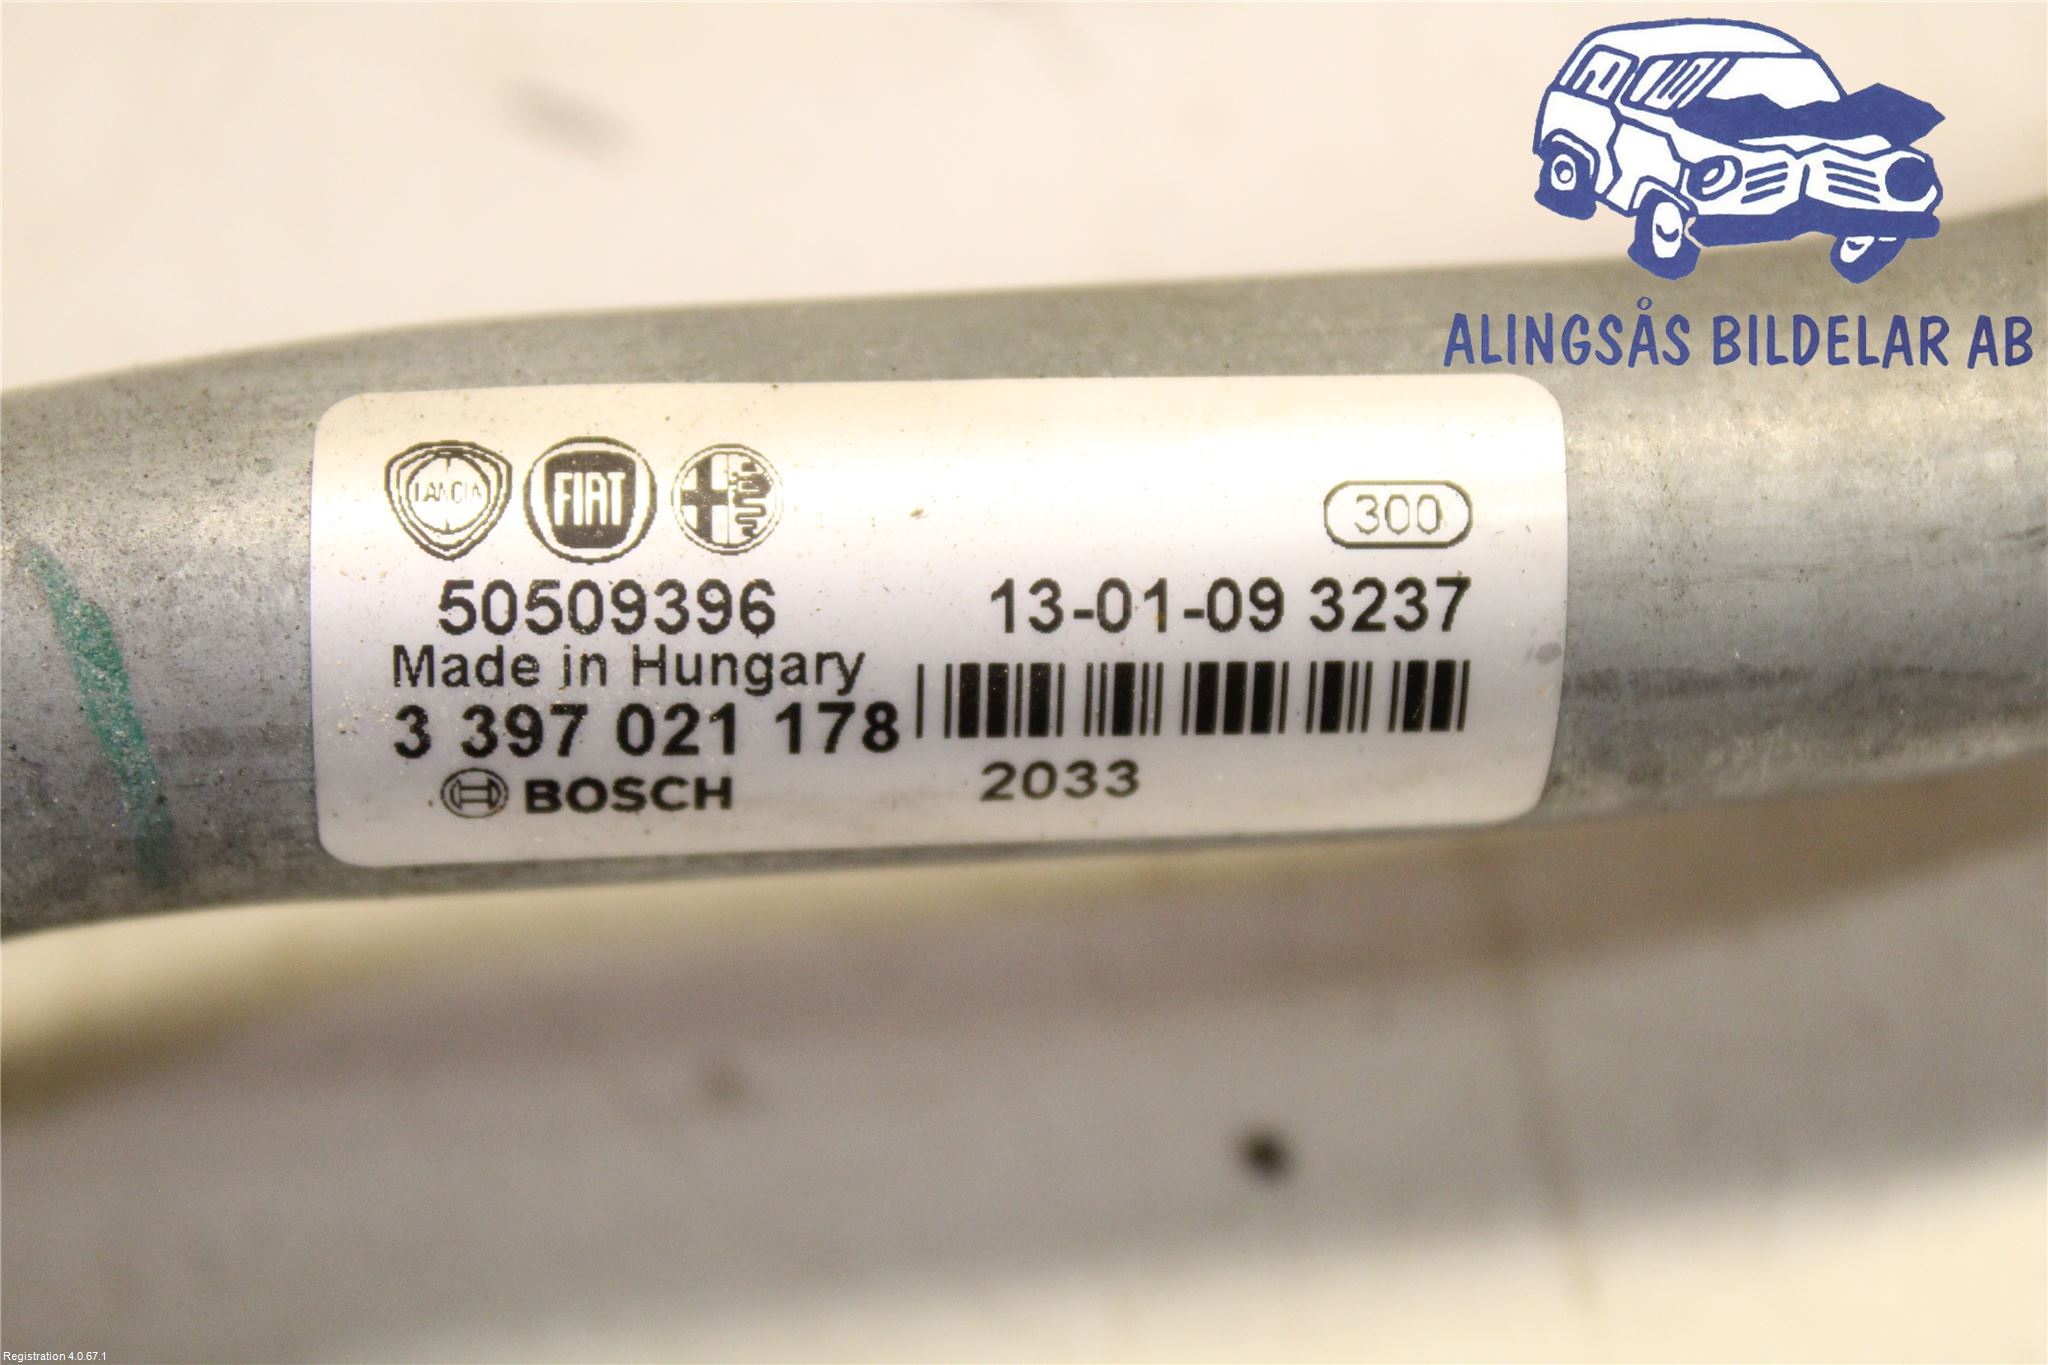 ALINGSÅS BILDELAR AB
LANCIA FIAT
300
50509396 13-01-09 3237
Made in Hungary
3 397 021 178
BOSCH 2033
Registration 4.0.67.1